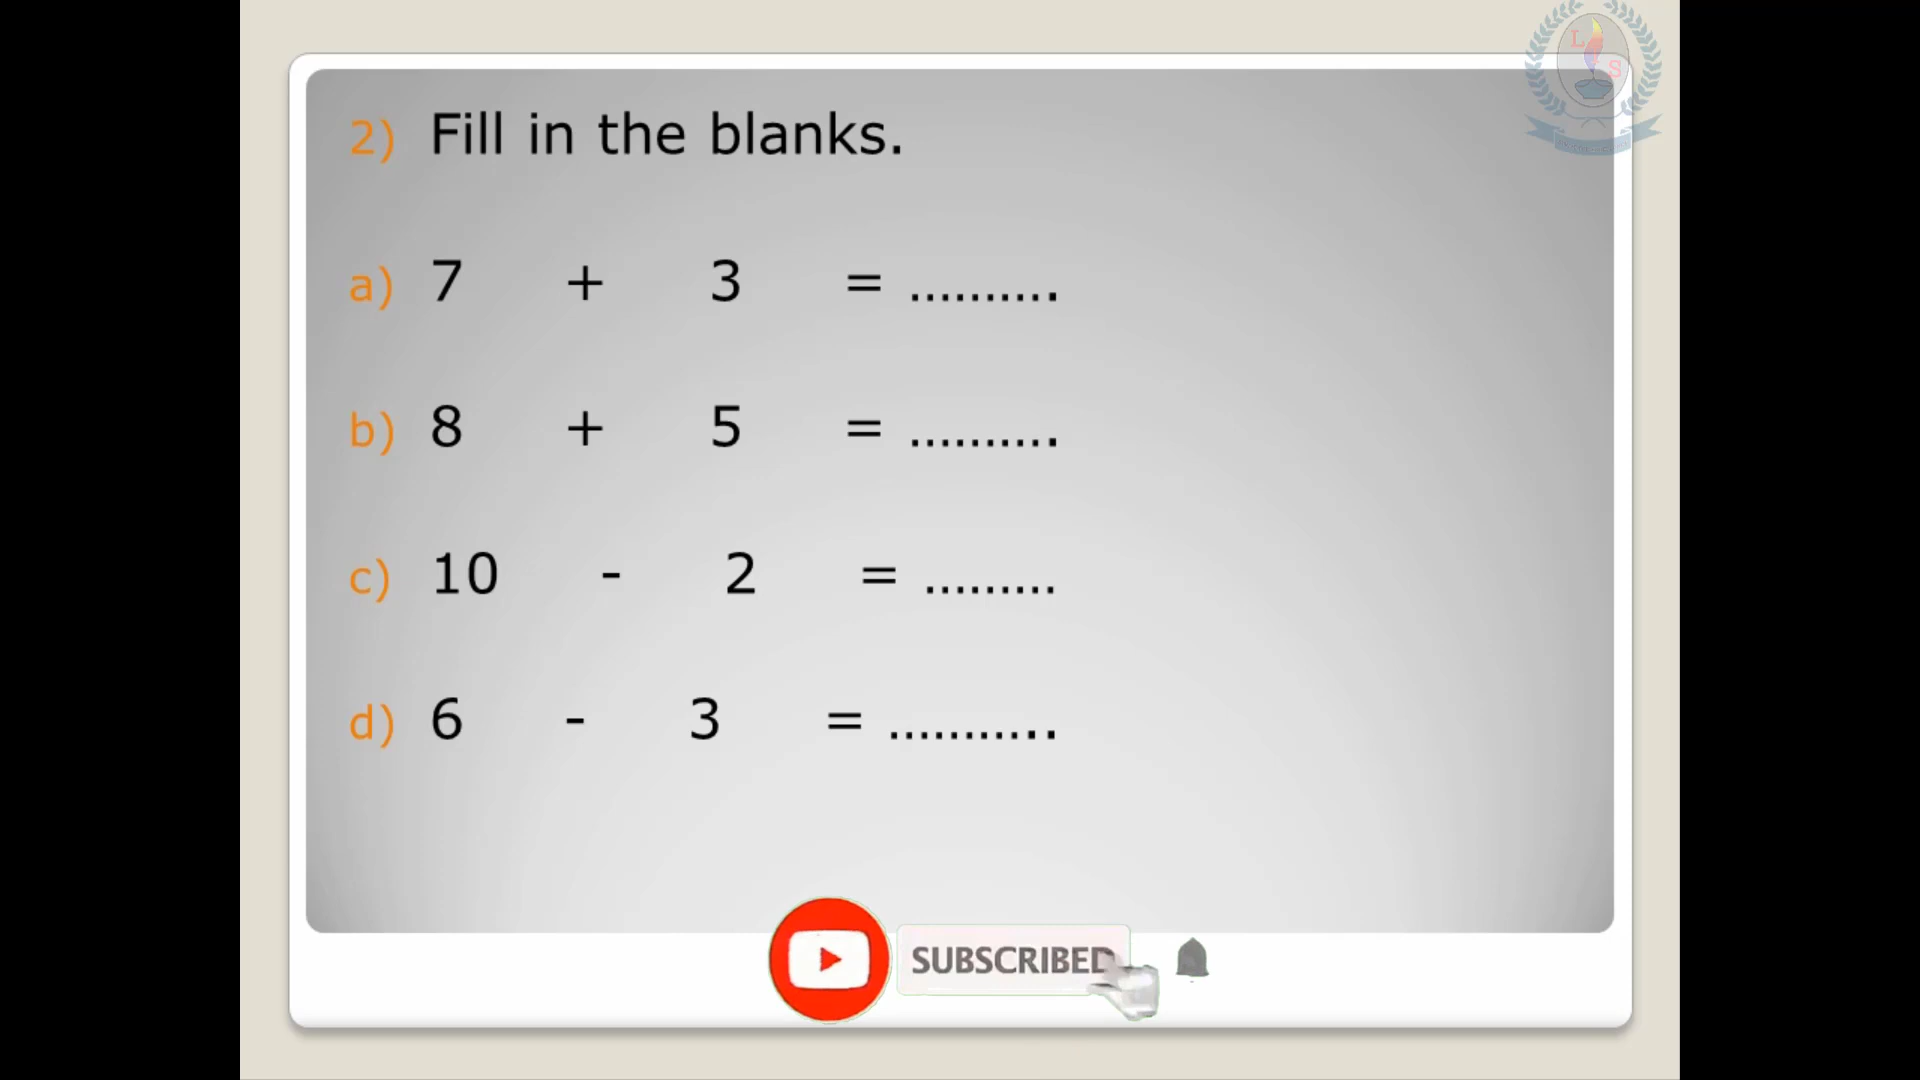 2) Fill in the blanks.
a) 7 + 3 = ..........
b) 8 + 5 = ..........
c) 10 - 2 = .........
d) 6 - 3 = ...........
SUBSCRIBED
L I S